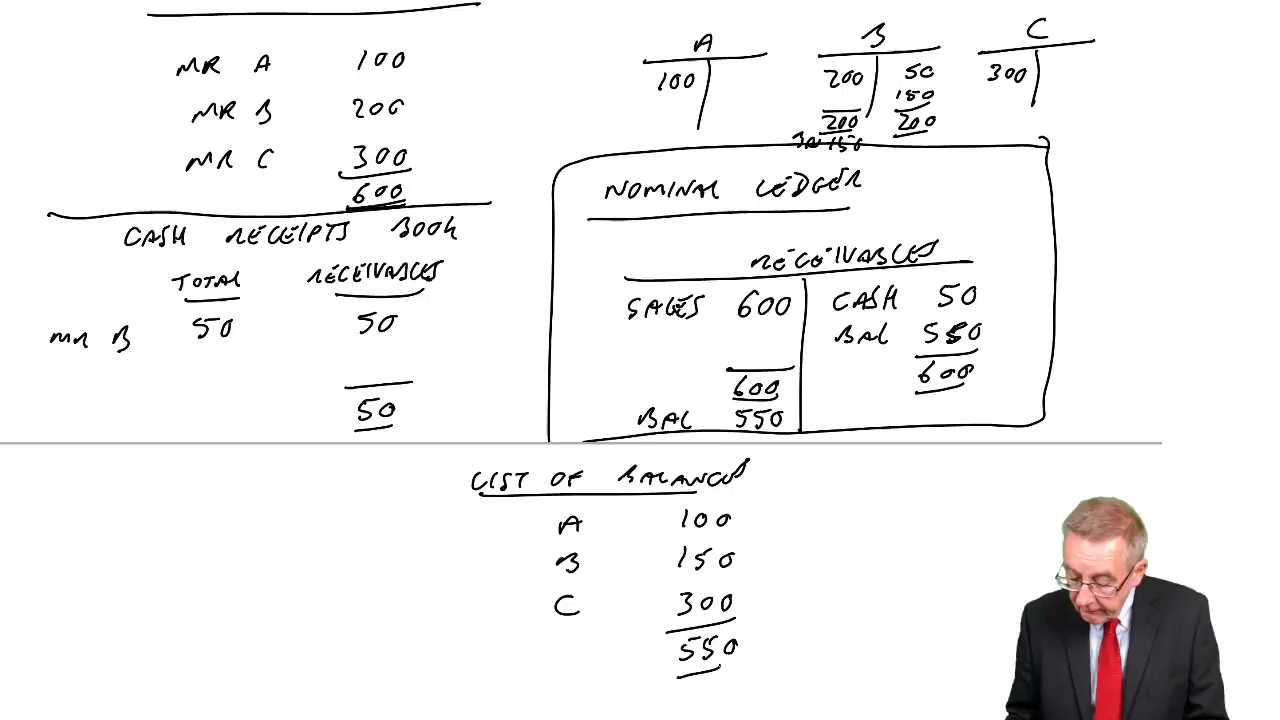 MR A 100
MR B 200
MR C 300
600
CASH RECEIPTS BOOK
TOTAL RECEIVABLES
MR B 50 50
50
A
100
B
200 50
150
200 200
BAL 150
C
300
NOMINAL LEDGER
RECEIVABLES
SALES 600 CASH 50
BAL 550
600 600
BAL 550
LIST OF BALANCES
A 100
B 150
C 300
550